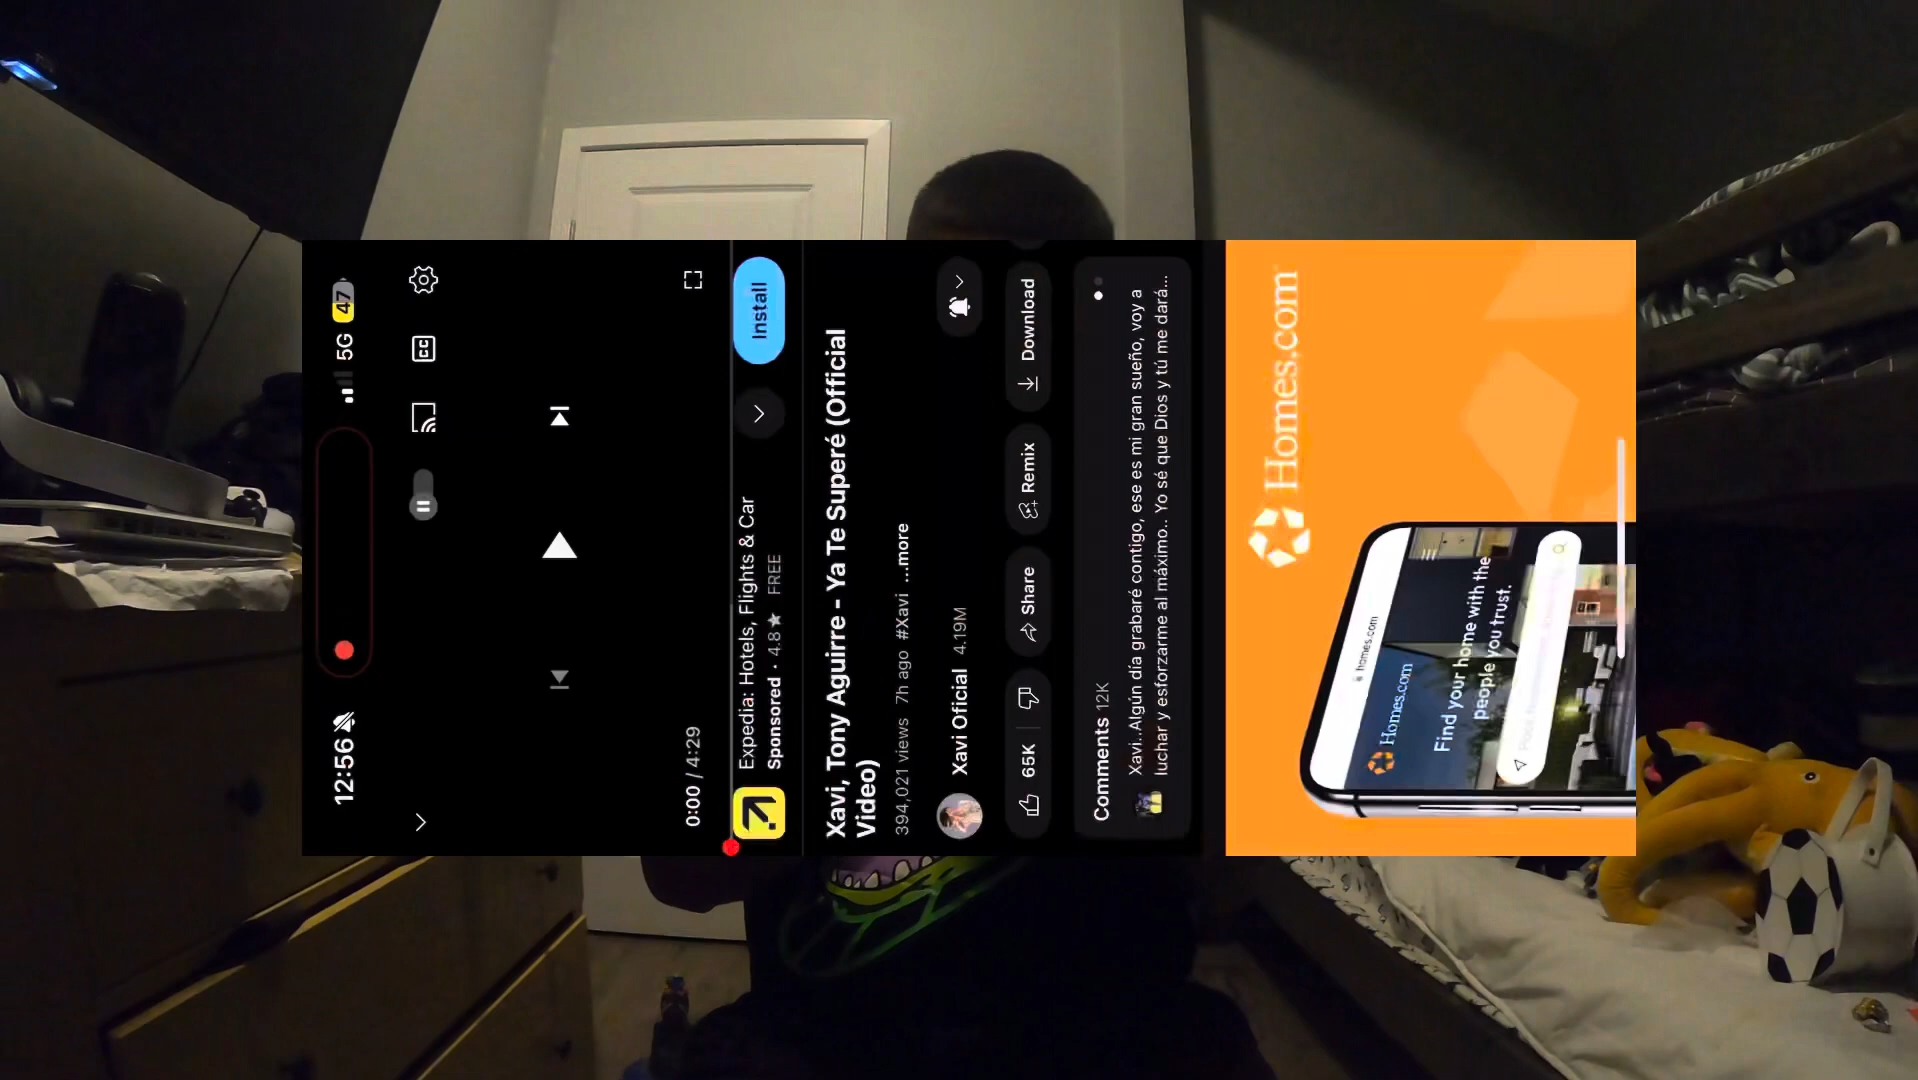 12:56
5G
47
CC
0:00 / 4:29
Expedia: Hotels, Flights & Car
Sponsored · 4.8★ FREE
Install
Xavi, Tony Aguirre - Ya Te Superé (Official
Video)
394,021 views 7h ago #Xavi ...more
Xavi Oficial 4.19M
65K
Share
Remix
Download
Comments 12K
Xavi..Algún día grabaré contigo, ese es mi gran sueño, voy a
luchar y esforzarme al máximo.. Yo sé que Dios y tú me dará...
Homes.com
homes.com
Homes.com
Find your home with the
people you trust.